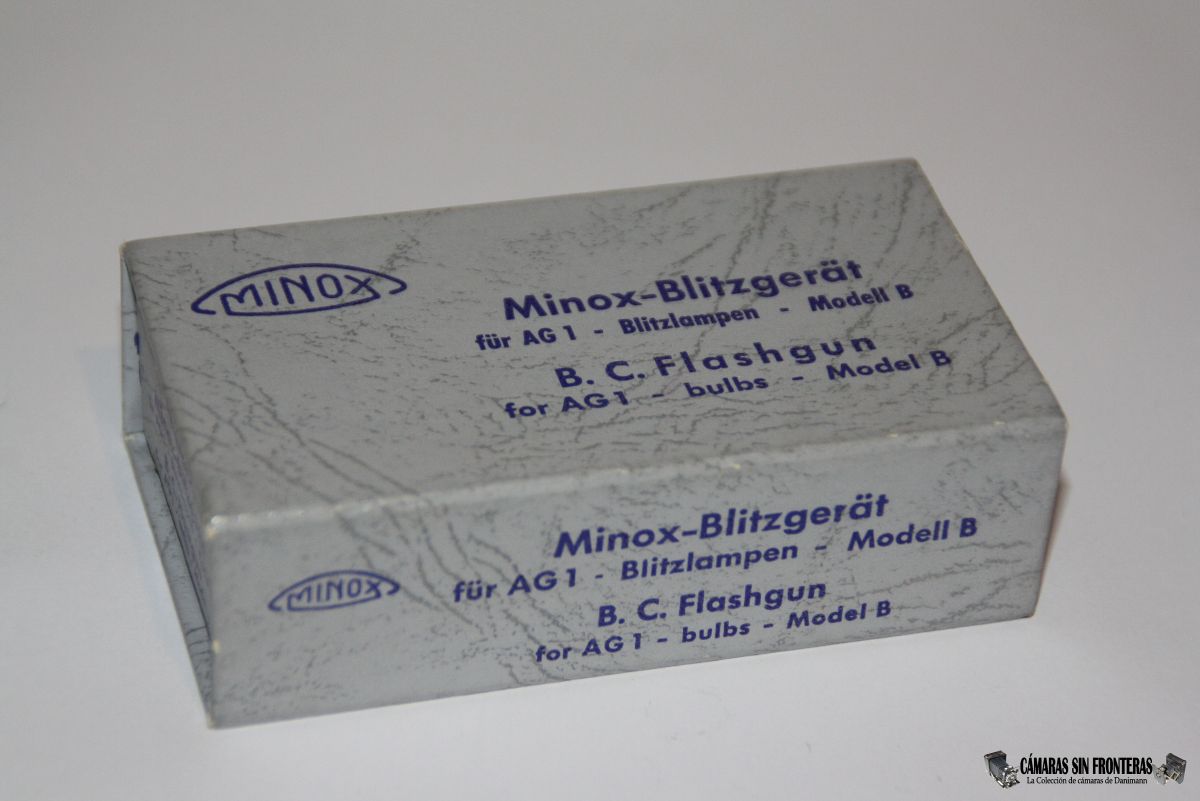 MINOX
Minox-Blitzgerät
für AG 1 - Blitzlampen - Modell B
B. C. Flashgun
for AG 1 - bulbs - Model B
MINOX
Minox-Blitzgerät
für AG 1 - Blitzlampen - Modell B
B. C. Flashgun
for AG 1 - bulbs - Model B
CÁMARAS SIN FRONTERAS
La Colección de cámaras de Danimann